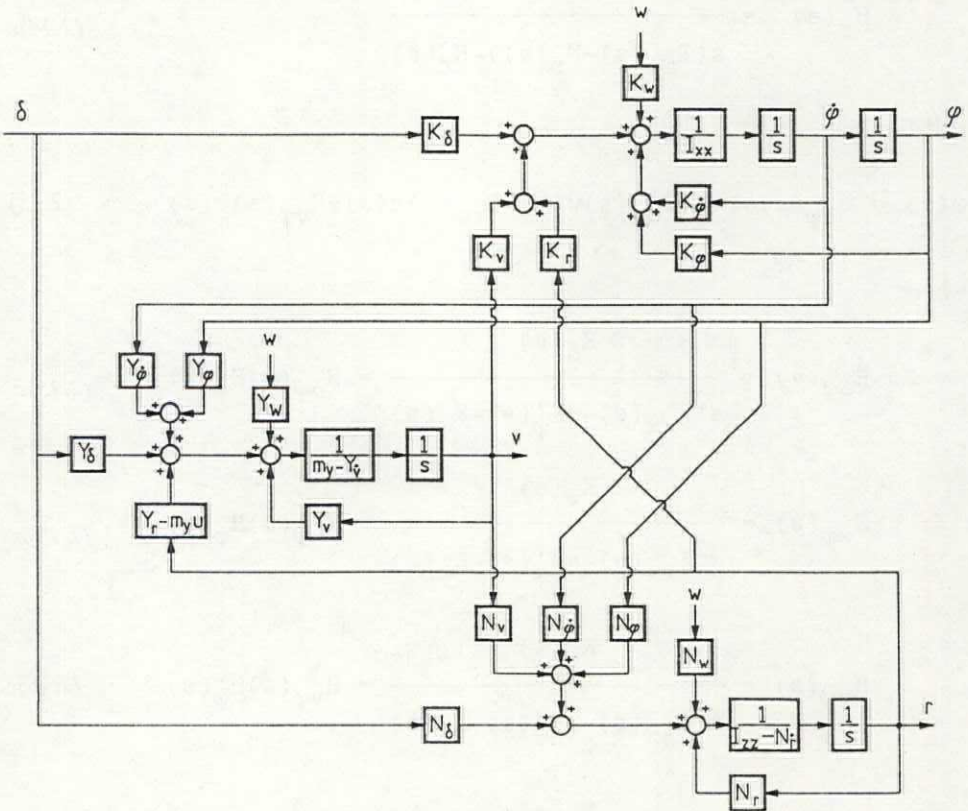 w
K_w
δ
K_δ
1/I_xx
1/s
φ̇
1/s
φ
K_φ̇
K_v
K_r
K_φ
w
Y_φ̇
Y_φ
Y_w
Y_δ
1/(m_y-Y_v̇)
1/s
v
Y_r-m_yu
Y_v
w
N_v
N_φ̇
N_φ
N_w
N_δ
1/(I_zz-N_ṙ)
1/s
r
N_r